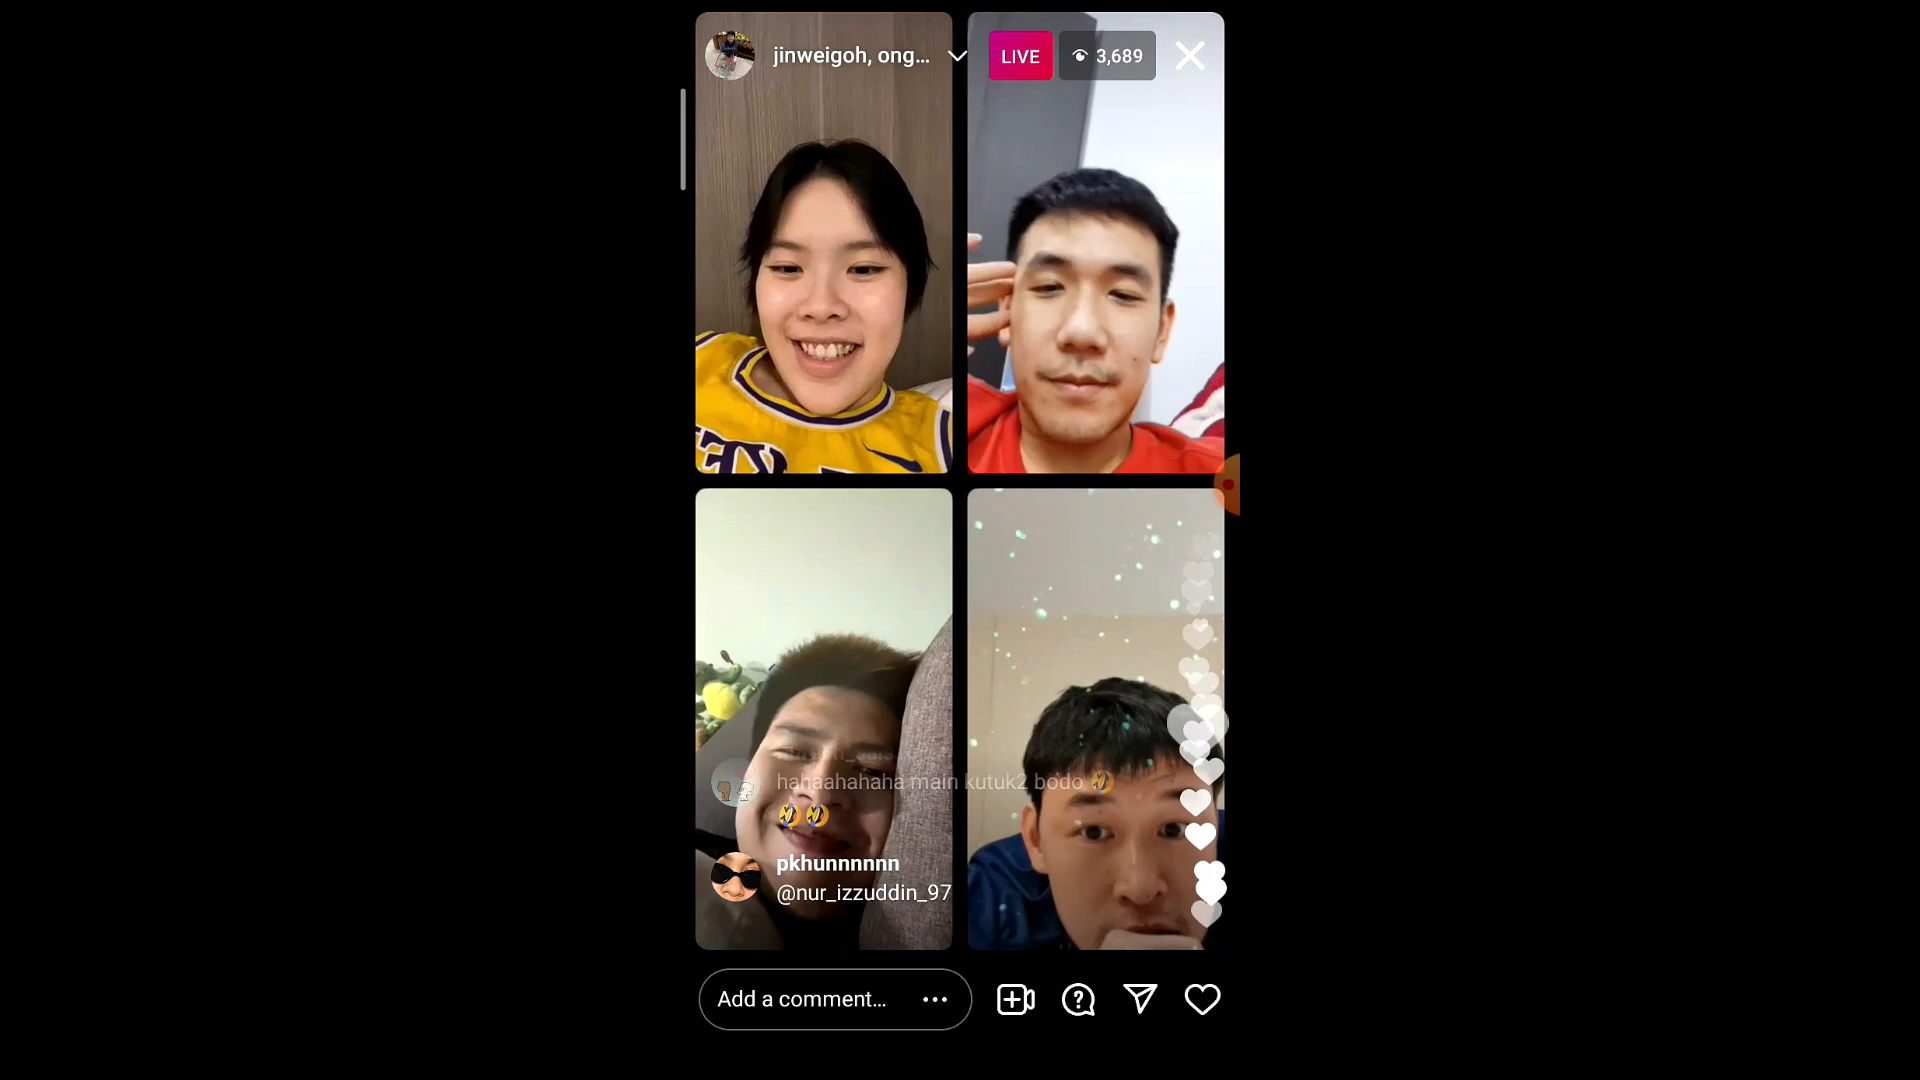 jinweigoh, ong...
LIVE
3,689
hahaahahaha main kutuk2 bodo 🤣
🤣🤣
pkhunnnnnn
@nur_izzuddin_97
Add a comment...